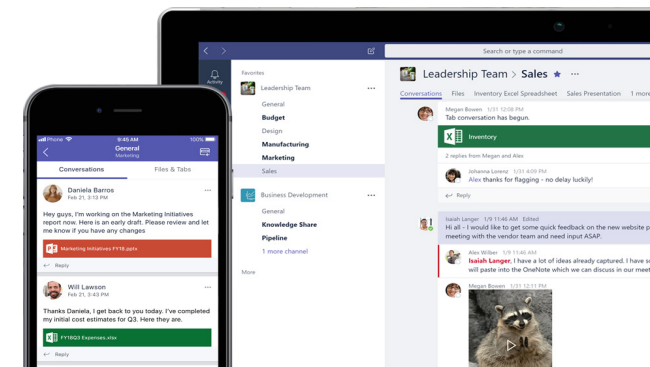 Phone
9:45 AM
100%
General
Marketing
Conversations
Files & Tabs
Daniela Barros
Feb 21, 3:13 PM
Hey guys, I'm working on the Marketing Initiatives
report now. Here is an early draft. Please review and let
me know if you have any changes
Marketing Initiatives FY18.pptx
Reply
Will Lawson
Feb 21, 3:43 PM
Thanks Daniela, I get back to you today. I've completed
my initial cost estimates for Q3. Here they are.
FY18Q3 Expenses.xlsx
Reply
Search or type a command
Activity
Favorites
Leadership Team
General
Budget
Design
Manufacturing
Marketing
Sales
Business Development
General
Knowledge Share
Pipeline
1 more channel
More
Leadership Team > Sales
Conversations Files Inventory Excel Spreadsheet Sales Presentation 1 more
Megan Bowen 1/31 12:08 PM
Tab conversation has begun.
Inventory
2 replies from Megan and Alex
Johanna Lorenz 1/31 4:09 PM
Alex thanks for flagging - no delay luckily!
Reply
Isaiah Langer 1/9 11:46 AM Edited
Hi all - I would like to get some quick feedback on the new website p
meeting with the vendor team and need input ASAP.
Alex Wilber 1/9 11:46 AM
Isaiah Langer, I have a lot of ideas already captured. I have so
will paste into the OneNote which we can discuss in our meet
Megan Bowen 1/31 12:11 PM